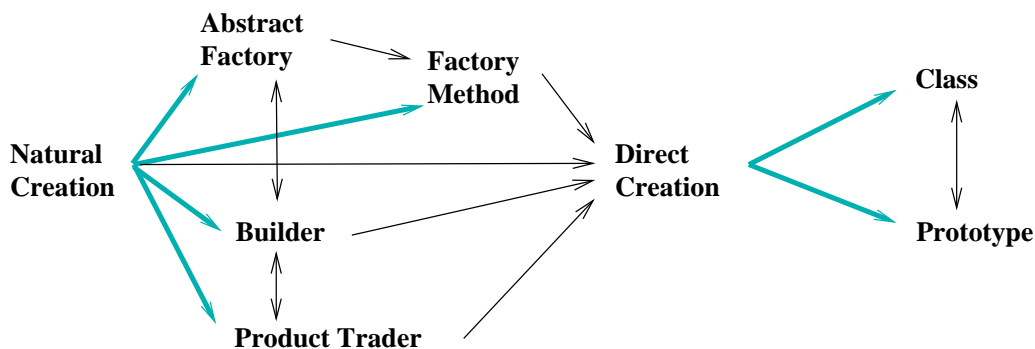 Abstract
Factory
Factory
Method
Class
Natural
Creation
Direct
Creation
Builder
Prototype
Product Trader